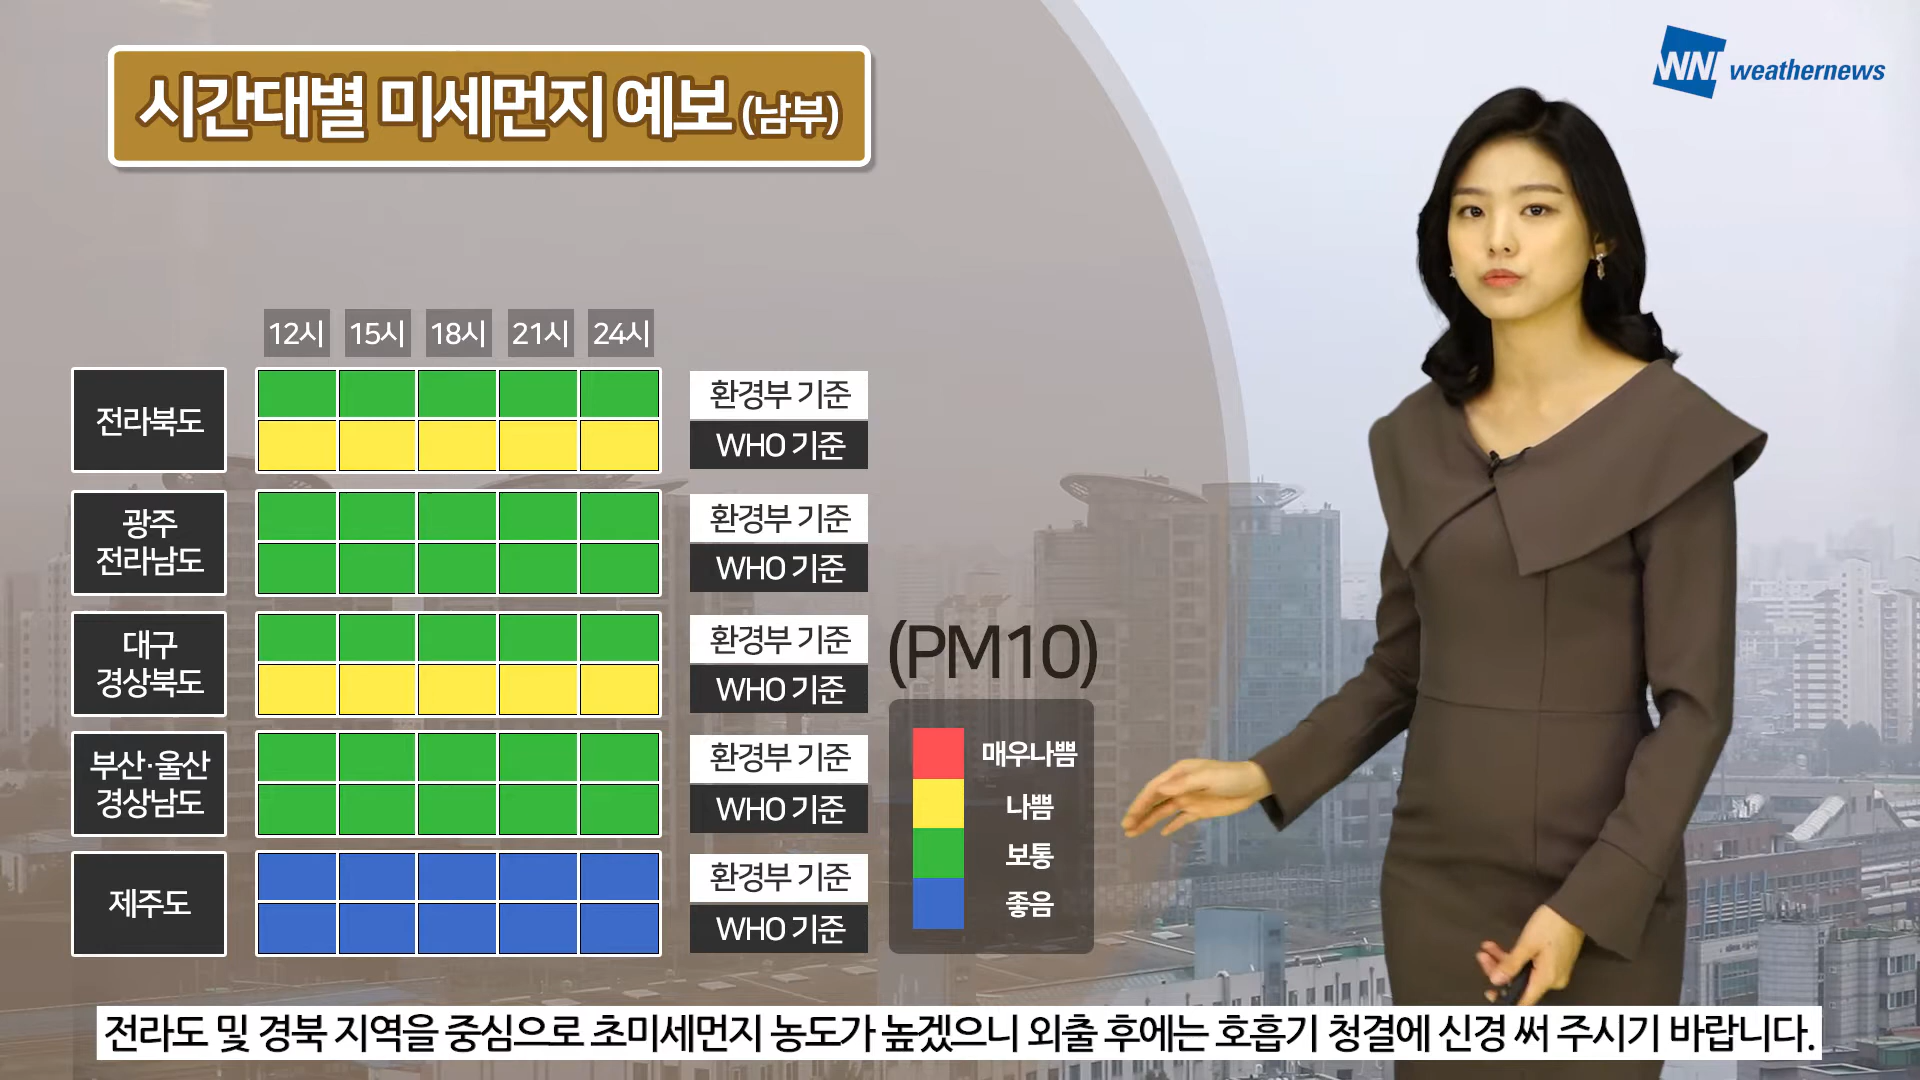 시간대별 미세먼지 예보 (남부)
WN weathernews
12시 15시 18시 21시 24시
전라북도
환경부 기준
WHO 기준
광주
전라남도
환경부 기준
WHO 기준
대구
경상북도
환경부 기준
WHO 기준
부산·울산
경상남도
환경부 기준
WHO 기준
제주도
환경부 기준
WHO 기준
(PM10)
매우나쁨
나쁨
보통
좋음
전라도 및 경북 지역을 중심으로 초미세먼지 농도가 높겠으니 외출 후에는 호흡기 청결에 신경 써 주시기 바랍니다.